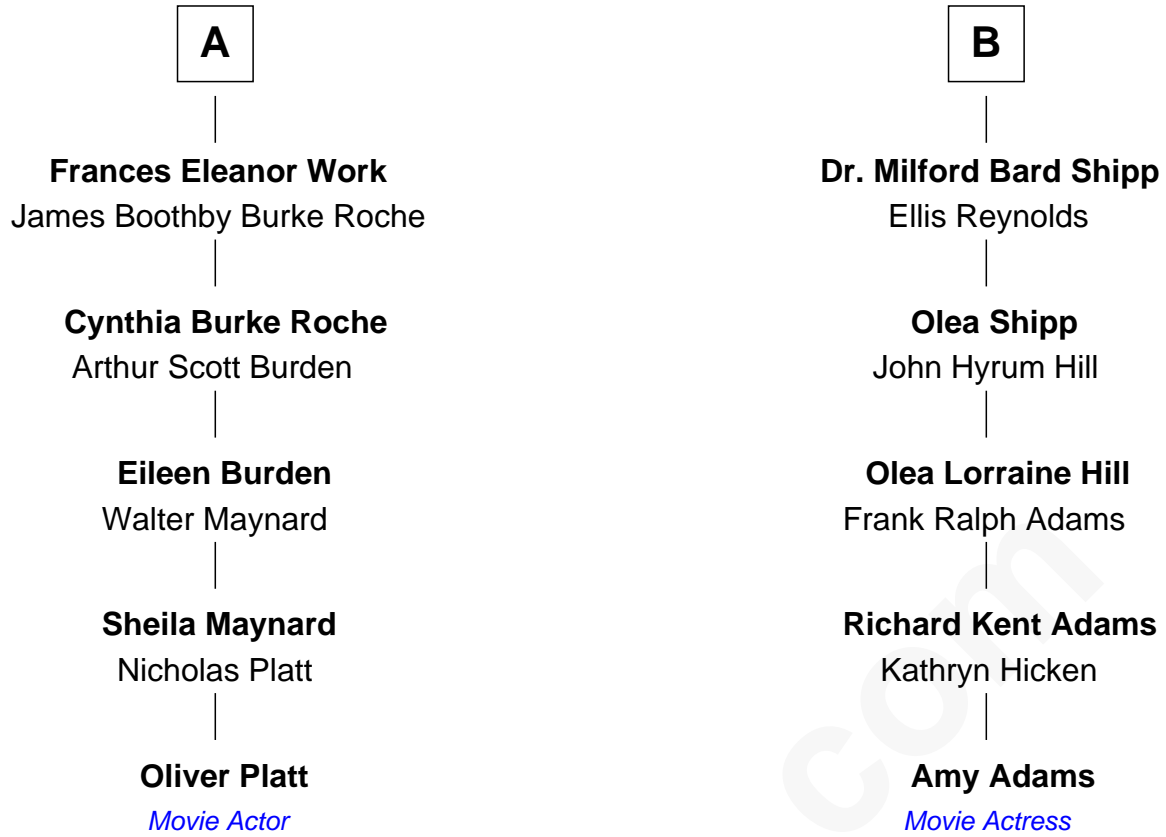 A
Frances Eleanor Work
James Boothby Burke Roche
Cynthia Burke Roche
Arthur Scott Burden
Eileen Burden
Walter Maynard
Sheila Maynard
Nicholas Platt
Oliver Platt
Movie Actor
B
Dr. Milford Bard Shipp
Ellis Reynolds
Olea Shipp
John Hyrum Hill
Olea Lorraine Hill
Frank Ralph Adams
Richard Kent Adams
Kathryn Hicken
Amy Adams
Movie Actress
com